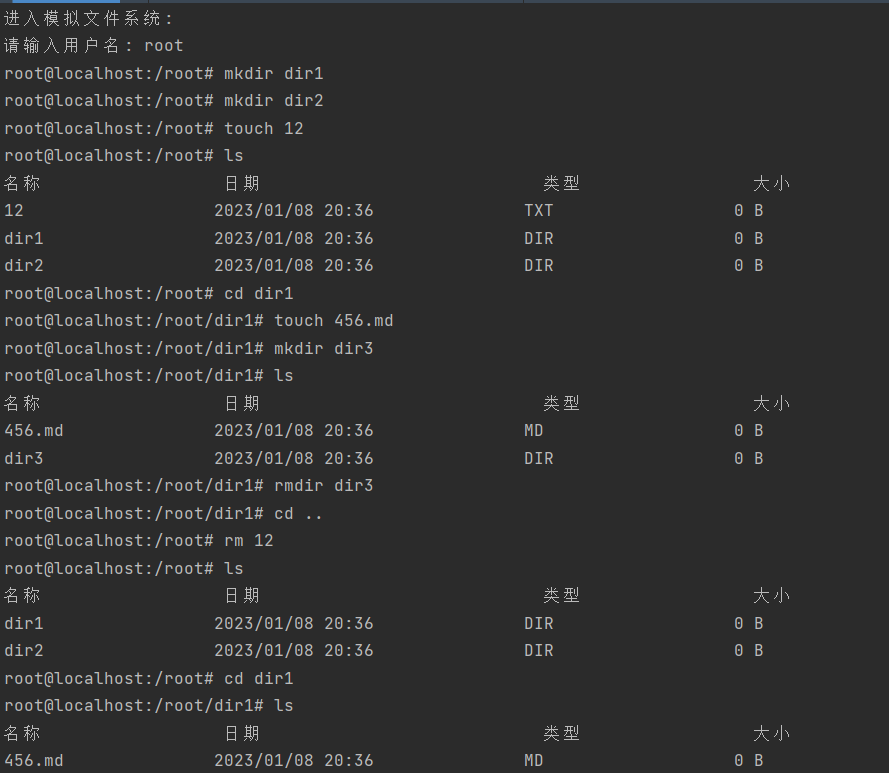 进入模拟文件系统:
请输入用户名: root
root@localhost:/root# mkdir dir1
root@localhost:/root# mkdir dir2
root@localhost:/root# touch 12
root@localhost:/root# ls
名称 日期 类型 大小
12 2023/01/08 20:36 TXT 0 B
dir1 2023/01/08 20:36 DIR 0 B
dir2 2023/01/08 20:36 DIR 0 B
root@localhost:/root# cd dir1
root@localhost:/root/dir1# touch 456.md
root@localhost:/root/dir1# mkdir dir3
root@localhost:/root/dir1# ls
名称 日期 类型 大小
456.md 2023/01/08 20:36 MD 0 B
dir3 2023/01/08 20:36 DIR 0 B
root@localhost:/root/dir1# rmdir dir3
root@localhost:/root/dir1# cd ..
root@localhost:/root# rm 12
root@localhost:/root# ls
名称 日期 类型 大小
dir1 2023/01/08 20:36 DIR 0 B
dir2 2023/01/08 20:36 DIR 0 B
root@localhost:/root# cd dir1
root@localhost:/root/dir1# ls
名称 日期 类型 大小
456.md 2023/01/08 20:36 MD 0 B